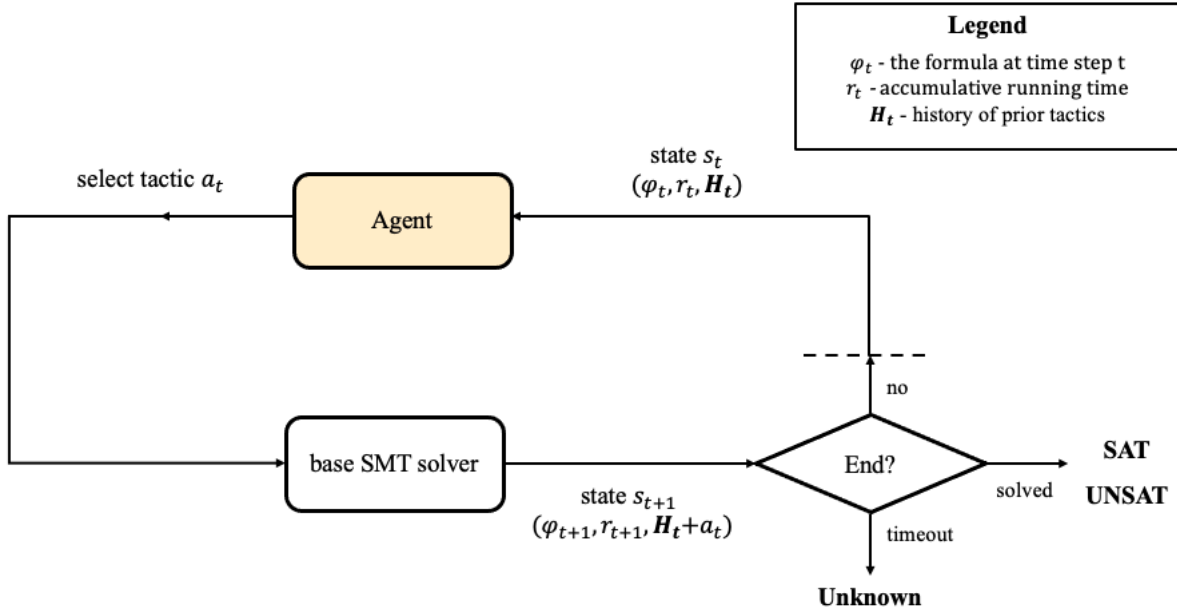 Legend
φₜ - the formula at time step t
rₜ - accumulative running time
Hₜ - history of prior tactics
state sₜ
(φₜ, rₜ, Hₜ)
select tactic aₜ
Agent
no
base SMT solver
End?
SAT
solved
UNSAT
state sₜ₊₁
(φₜ₊₁, rₜ₊₁, Hₜ+aₜ)
timeout
Unknown